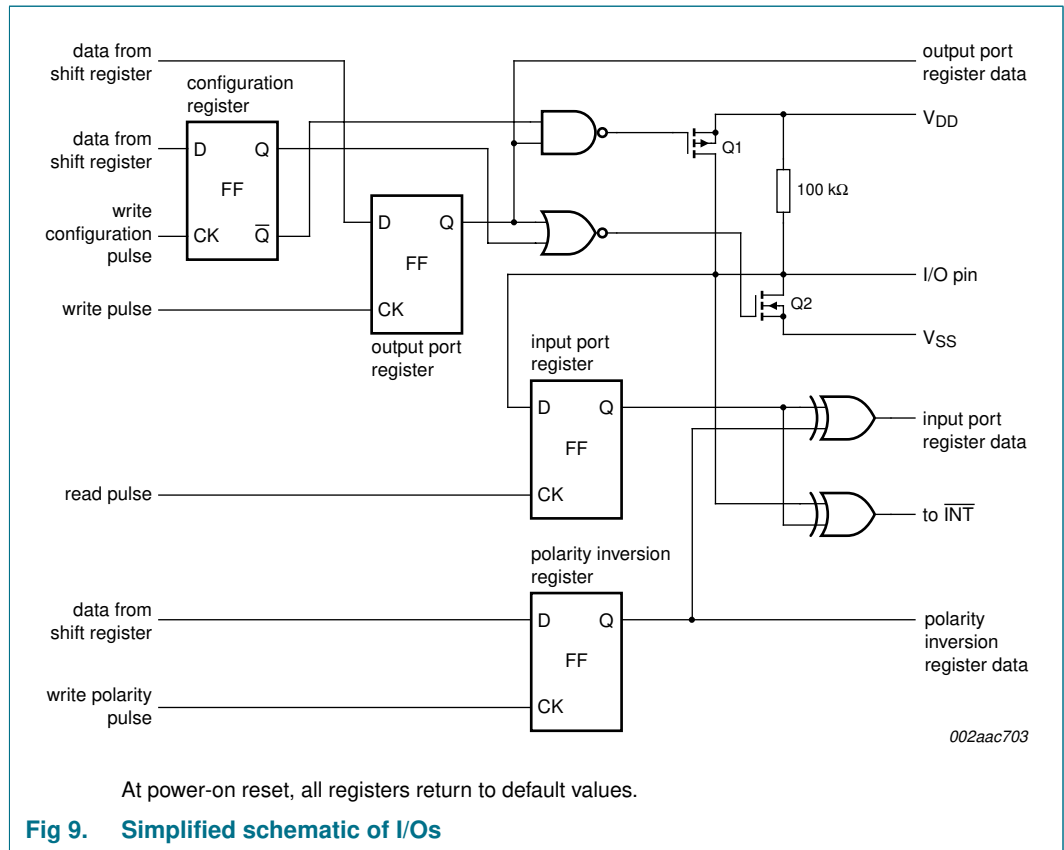 data from
shift register
configuration
register
data from
shift register
D
Q
FF
write
configuration
pulse
CK
Q̅
D
Q
FF
CK
write pulse
output port
register
output port
register data
VDD
Q1
100 kΩ
I/O pin
Q2
VSS
input port
register
D
Q
FF
CK
read pulse
input port
register data
to I̅N̅T̅
polarity inversion
register
data from
shift register
D
Q
FF
CK
write polarity
pulse
polarity
inversion
register data
002aac703
At power-on reset, all registers return to default values.
Fig 9. Simplified schematic of I/Os